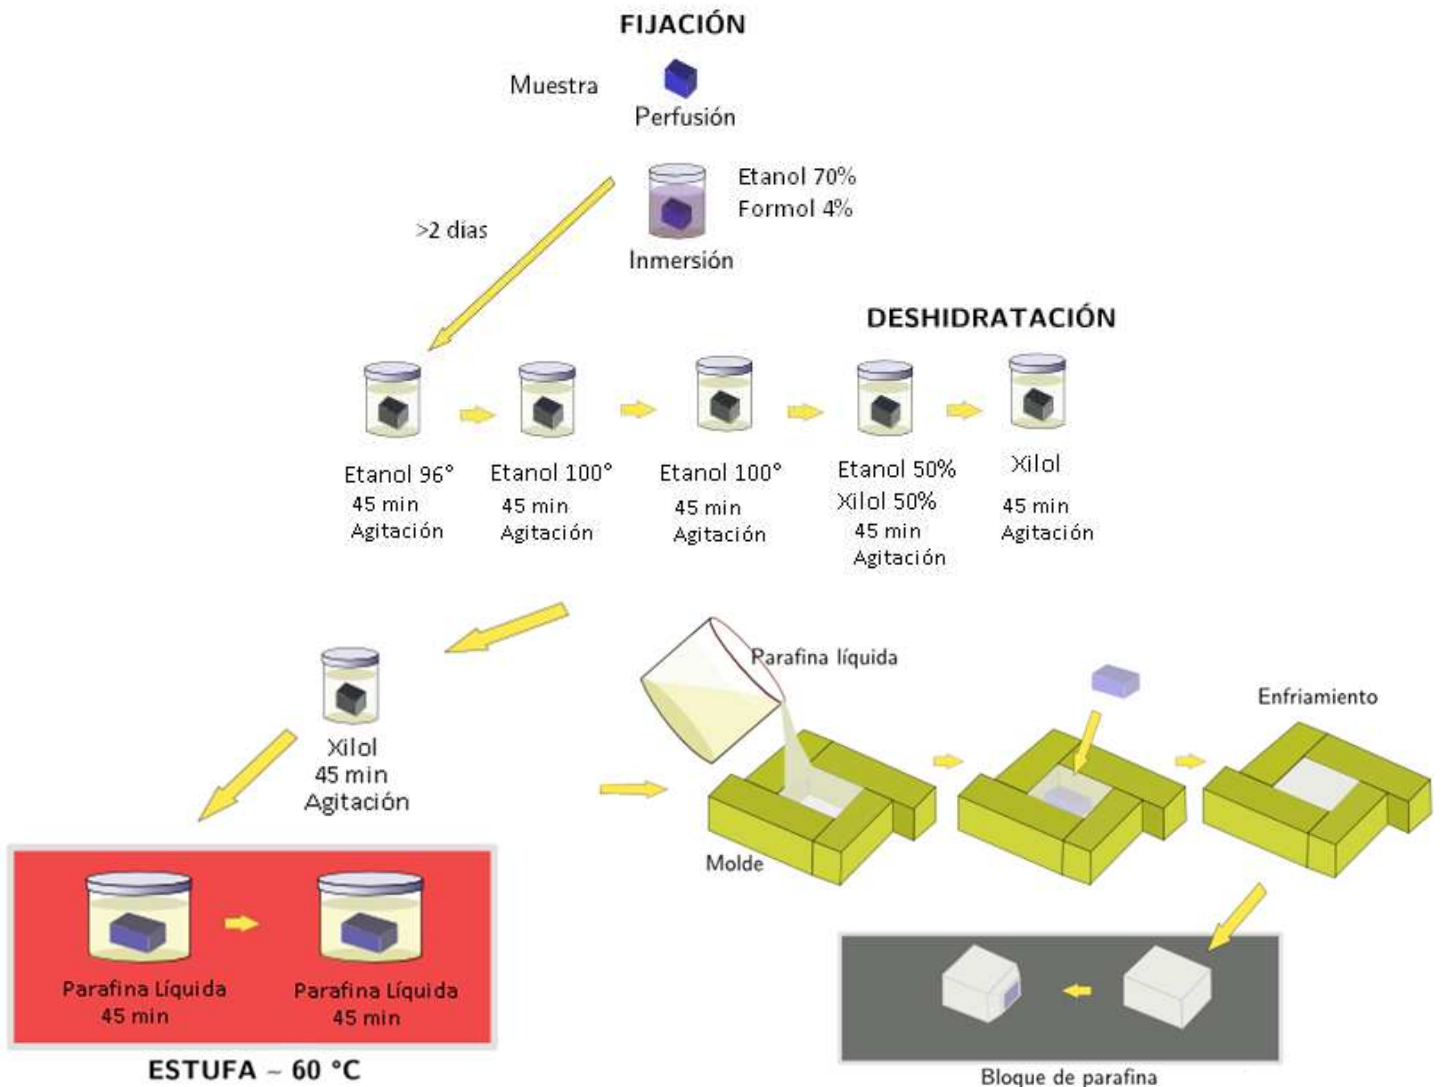 FIJACIÓN
Muestra
Perfusión
Etanol 70%
Formol 4%
>2 días
Inmersión
DESHIDRATACIÓN
Etanol 96°
45 min
Agitación
Etanol 100°
45 min
Agitación
Etanol 100°
45 min
Agitación
Etanol 50%
Xilol 50%
45 min
Agitación
Xilol
45 min
Agitación
Xilol
45 min
Agitación
Parafina Líquida
45 min
Parafina Líquida
45 min
ESTUFA ~ 60 °C
Parafina líquida
Molde
Enfriamiento
Bloque de parafina